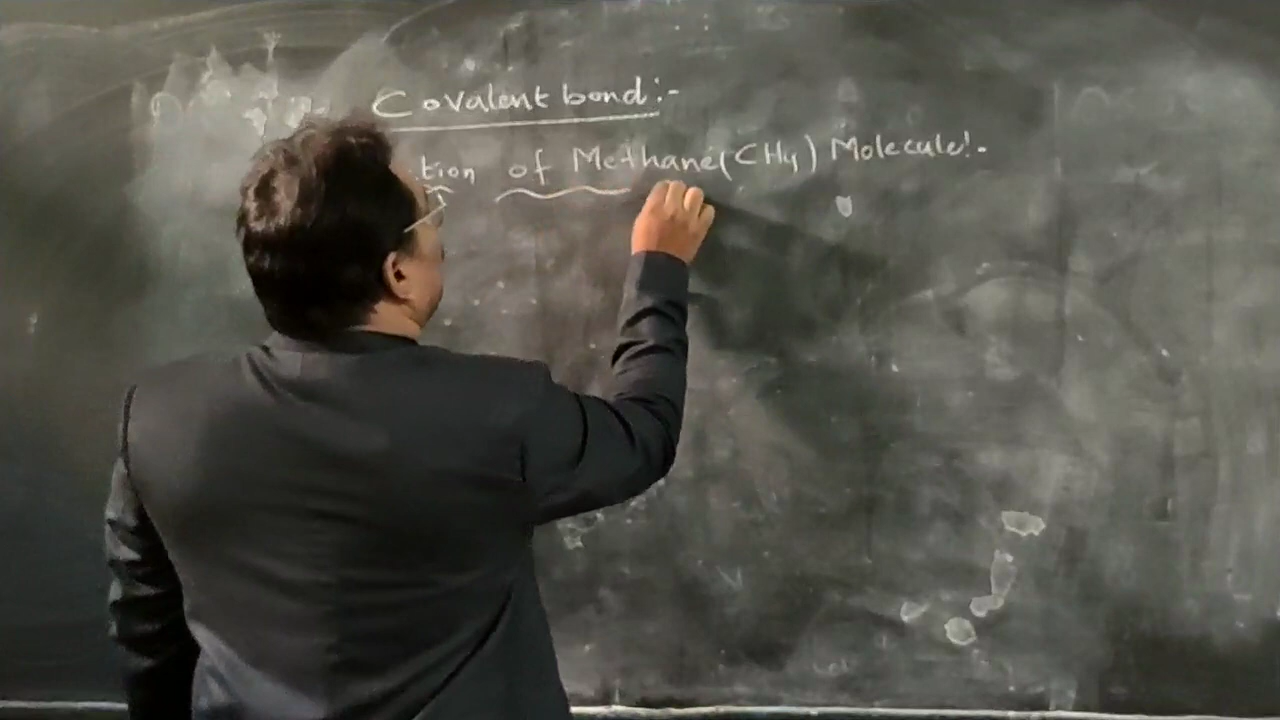 Covalent bond:-
tion of Methane (CH4) Molecule:-